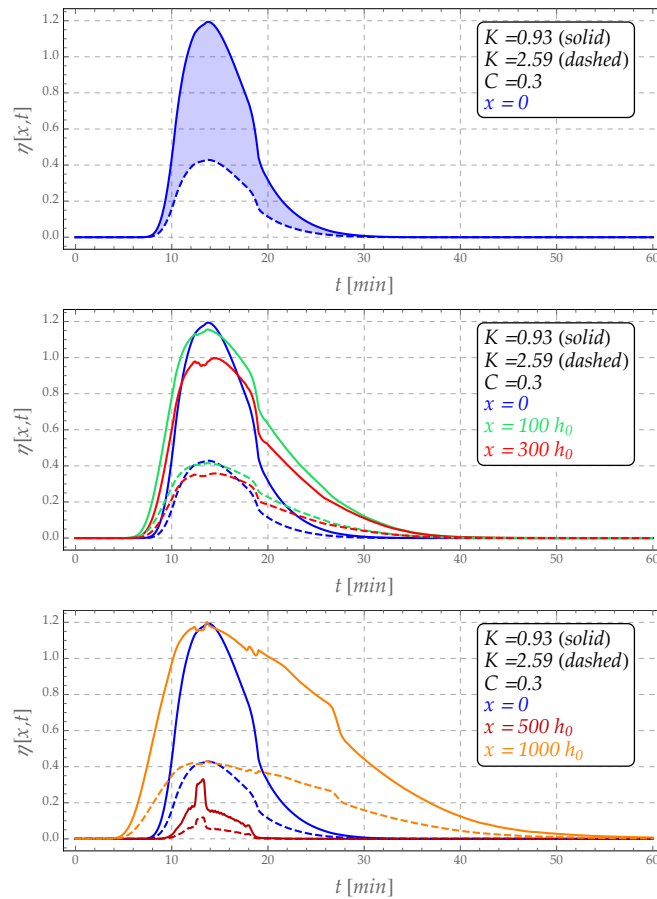 1.2
1.0
0.8
0.6
0.4
0.2
0.0
η[x,t]
K =0.93 (solid)
K =2.59 (dashed)
C =0.3
x = 0
0 10 20 30 40 50 60
t [min]
1.2
1.0
0.8
0.6
0.4
0.2
0.0
η[x,t]
K =0.93 (solid)
K =2.59 (dashed)
C =0.3
x = 0
x = 100 h₀
x = 300 h₀
0 10 20 30 40 50 60
t [min]
1.2
1.0
0.8
0.6
0.4
0.2
0.0
η[x,t]
K =0.93 (solid)
K =2.59 (dashed)
C =0.3
x = 0
x = 500 h₀
x = 1000 h₀
0 10 20 30 40 50 60
t [min]